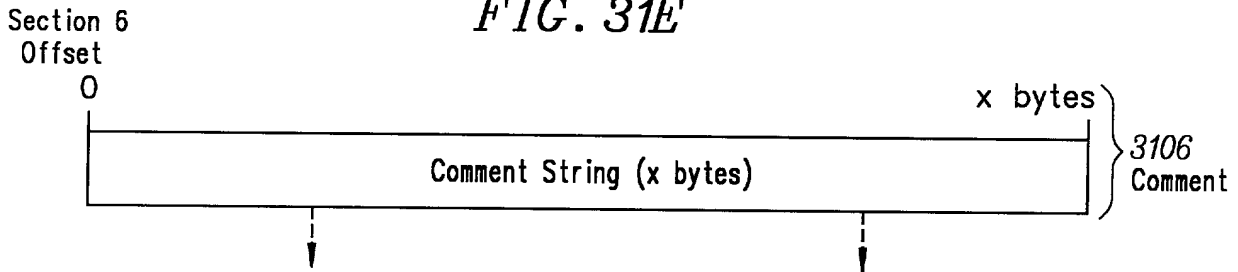 FIG. 31E
Section 6
Offset
0
x bytes
Comment String (x bytes)
3106
Comment